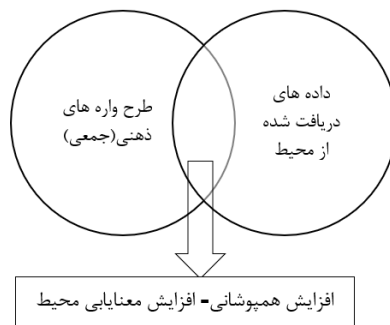 داده های
دریافت شده
از محیط
طرح واره های
ذهنی(جمعی)
افزایش همپوشانی- افزایش معنایابی محیط